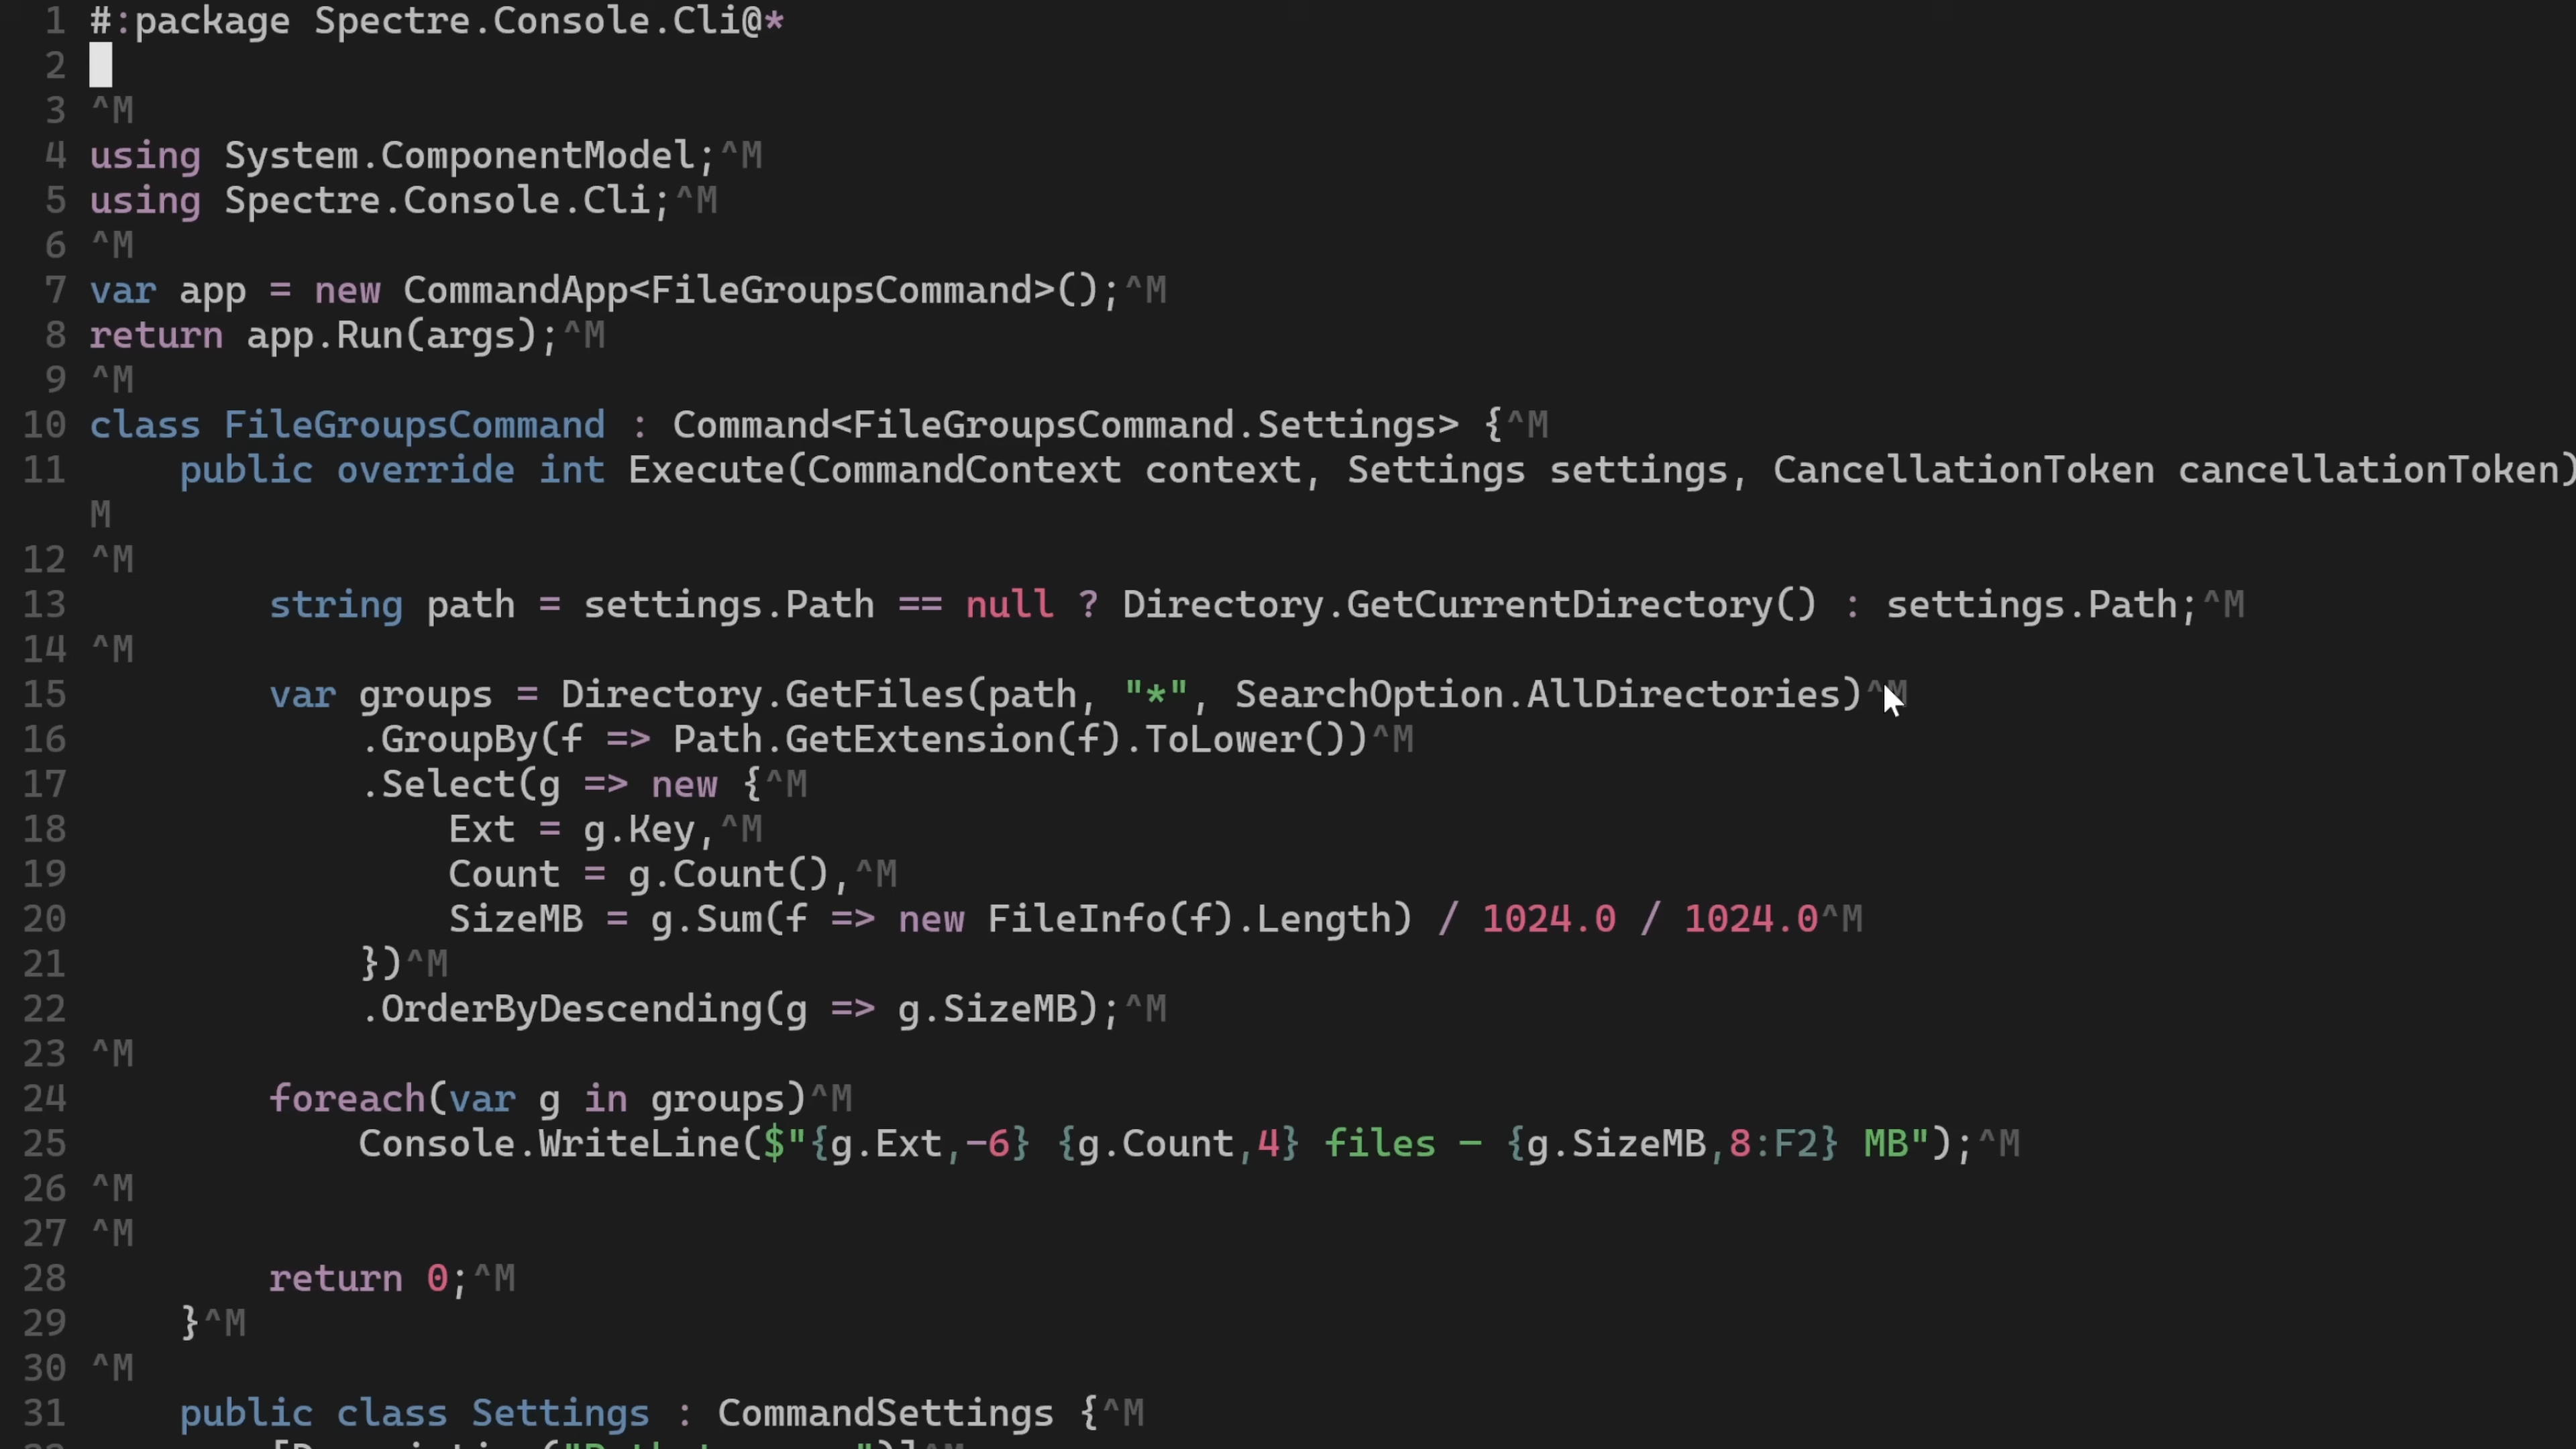 1 #:package Spectre.Console.Cli@*
2
3 ^M
4 using System.ComponentModel;^M
5 using Spectre.Console.Cli;^M
6 ^M
7 var app = new CommandApp<FileGroupsCommand>();^M
8 return app.Run(args);^M
9 ^M
10 class FileGroupsCommand : Command<FileGroupsCommand.Settings> {^M
11     public override int Execute(CommandContext context, Settings settings, CancellationToken cancellationToken)
M
12 ^M
13         string path = settings.Path == null ? Directory.GetCurrentDirectory() : settings.Path;^M
14 ^M
15         var groups = Directory.GetFiles(path, "*", SearchOption.AllDirectories)^M
16             .GroupBy(f => Path.GetExtension(f).ToLower())^M
17             .Select(g => new {^M
18                 Ext = g.Key,^M
19                 Count = g.Count(),^M
20                 SizeMB = g.Sum(f => new FileInfo(f).Length) / 1024.0 / 1024.0^M
21             })^M
22             .OrderByDescending(g => g.SizeMB);^M
23 ^M
24         foreach(var g in groups)^M
25             Console.WriteLine($"{g.Ext,-6} {g.Count,4} files - {g.SizeMB,8:F2} MB");^M
26 ^M
27 ^M
28         return 0;^M
29     }^M
30 ^M
31     public class Settings : CommandSettings {^M